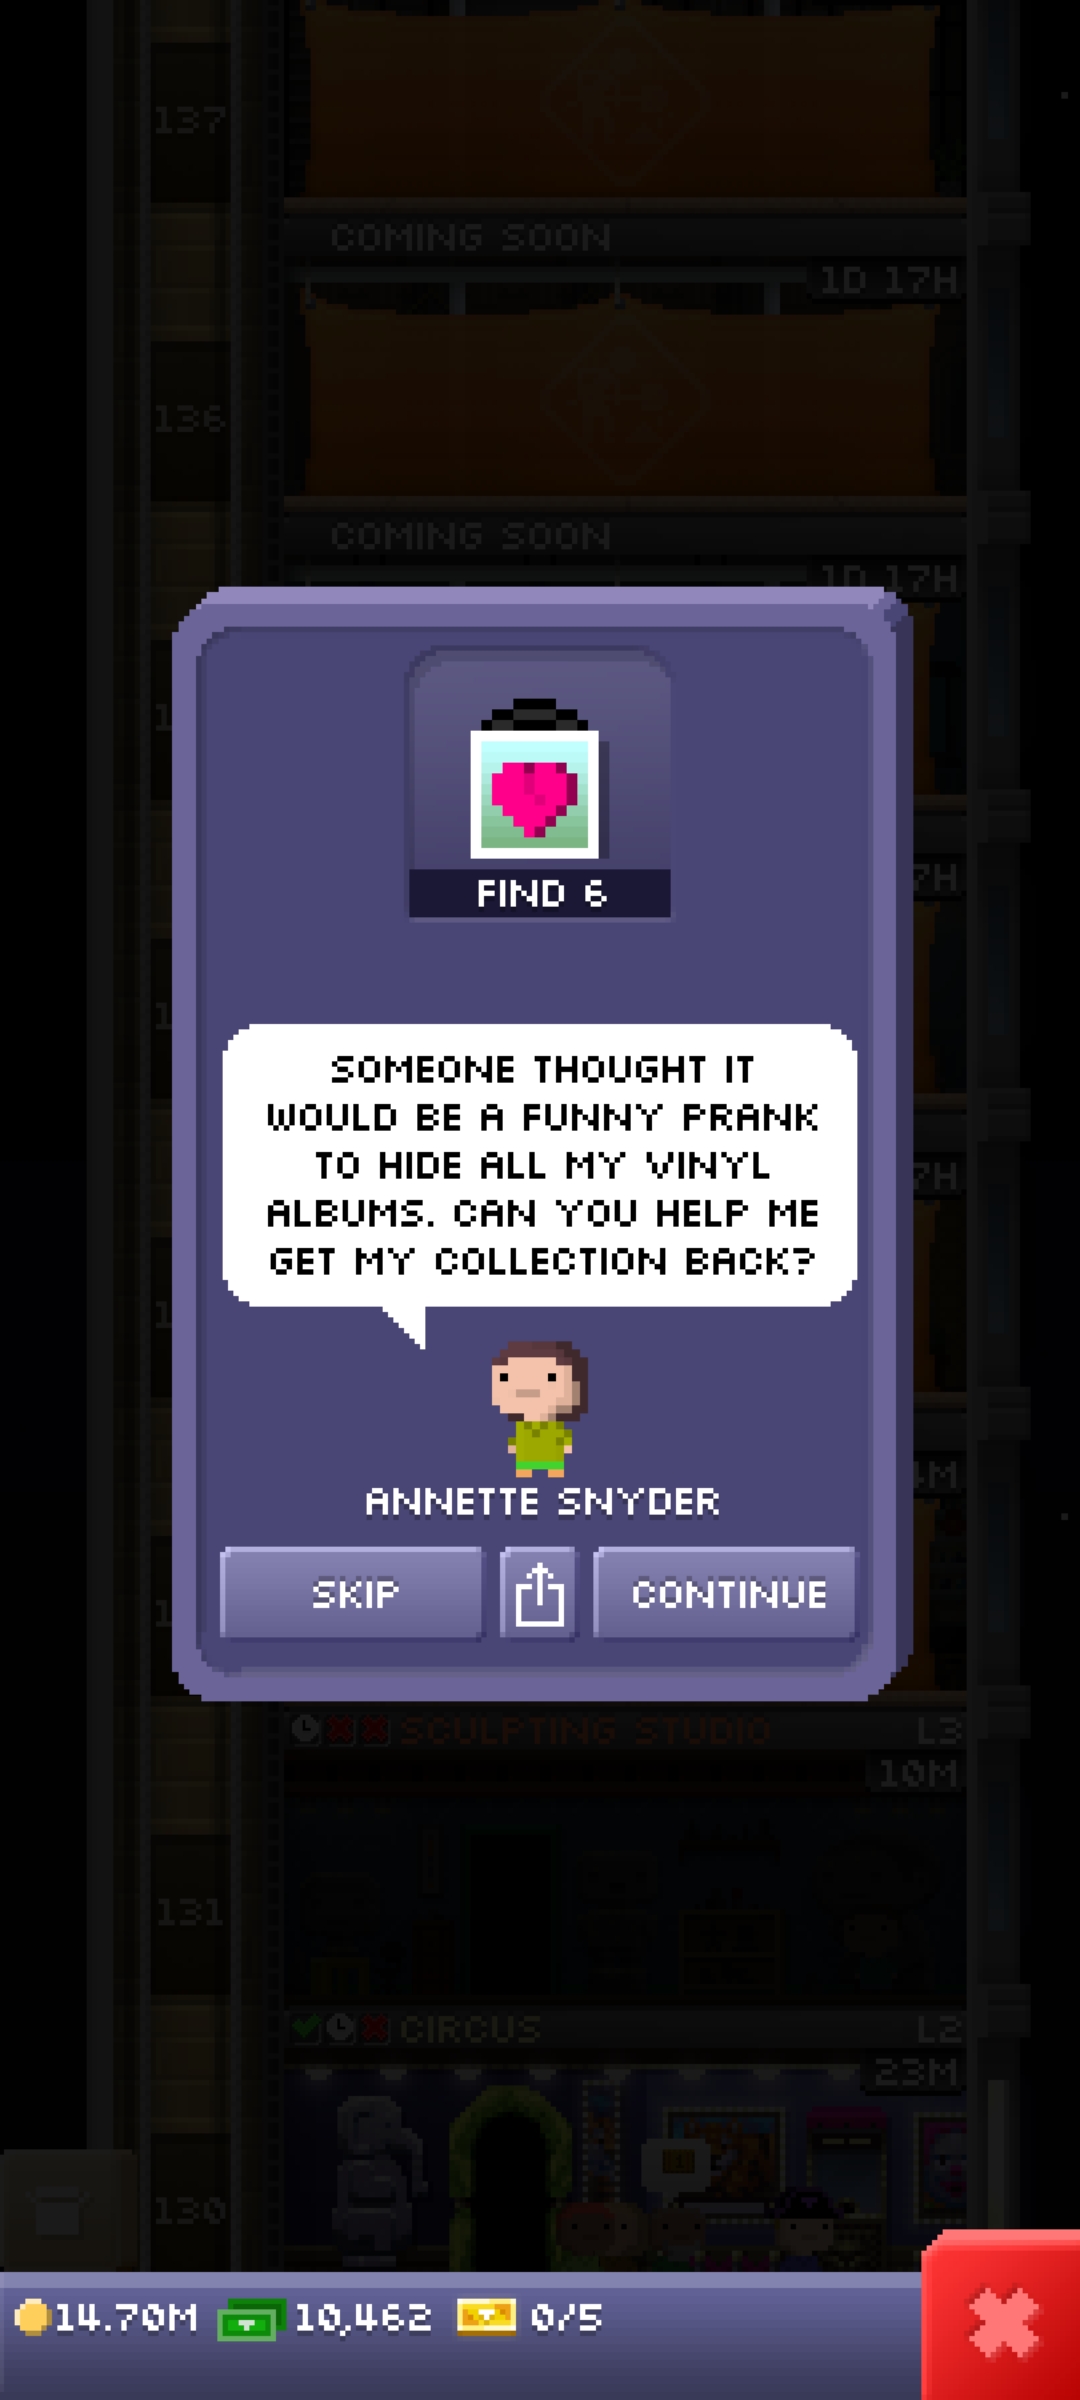 137
COMING SOON
1D 17H
136
COMING SOON
1D 17H
FIND 6
7H
SOMEONE THOUGHT IT
WOULD BE A FUNNY PRANK
TO HIDE ALL MY VINYL
ALBUMS. CAN YOU HELP ME
GET MY COLLECTION BACK?
7H
ANNETTE SNYDER
SKIP
CONTINUE
SCULPTING STUDIO
L3
10M
131
CIRCUS
L2
23M
130
14.70M
10,462
0/5